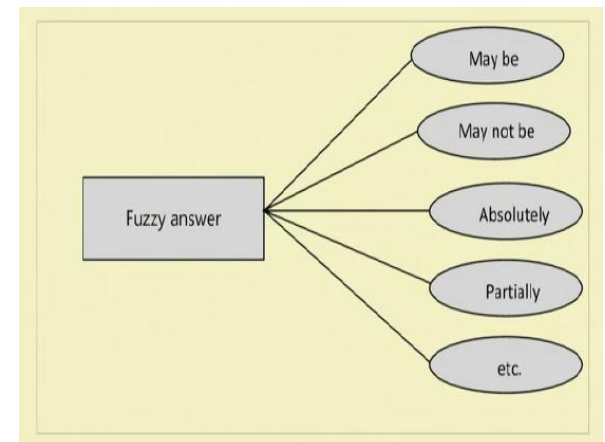 Fuzzy answer
May be
May not be
Absolutely
Partially
etc.